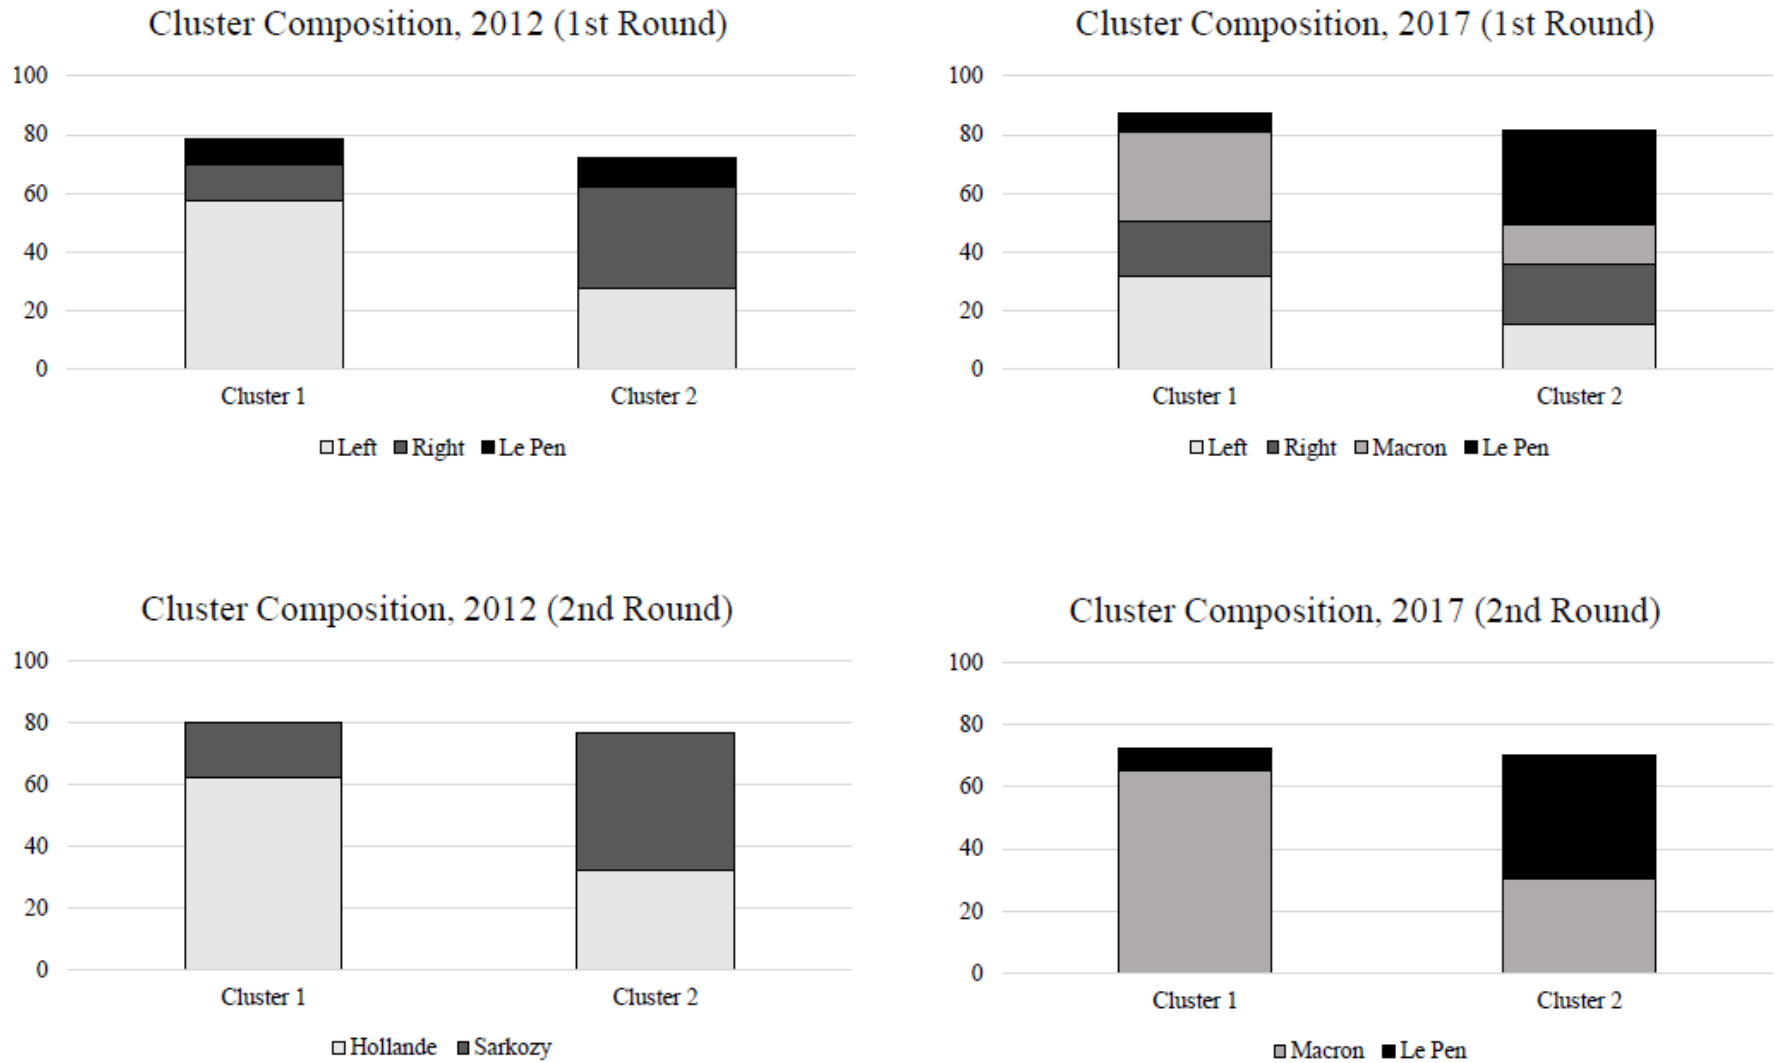 Cluster Composition, 2012 (1st Round)
100
80
60
40
20
0
Cluster 1 Cluster 2
Left Right Le Pen
Cluster Composition, 2017 (1st Round)
100
80
60
40
20
0
Cluster 1 Cluster 2
Left Right Macron Le Pen
Cluster Composition, 2012 (2nd Round)
100
80
60
40
20
0
Cluster 1 Cluster 2
Hollande Sarkozy
Cluster Composition, 2017 (2nd Round)
100
80
60
40
20
0
Cluster 1 Cluster 2
Macron Le Pen